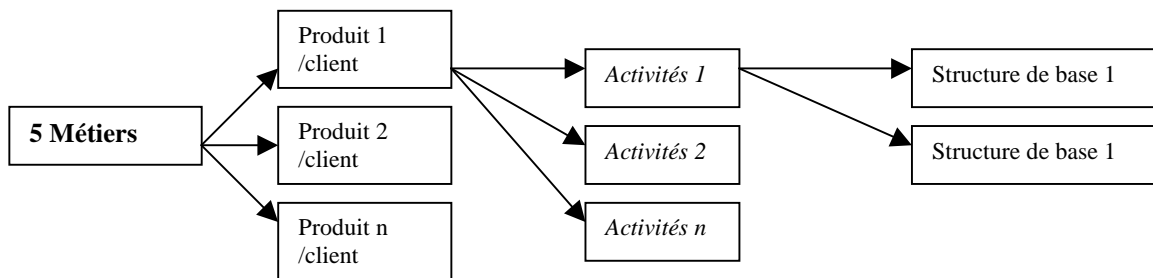 5 Métiers
Produit 1
/client
Produit 2
/client
Produit n
/client
Activités 1
Activités 2
Activités n
Structure de base 1
Structure de base 1